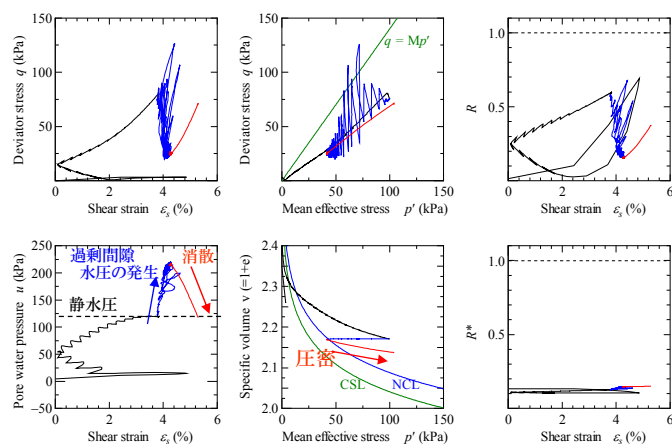 Deviator stress q (kPa)
150
100
50
0 2 4 6
Shear strain εs (%)
Deviator stress q (kPa)
150
100
50
q = Mp′
0 50 100 150
Mean effective stress p′ (kPa)
R
1.0
0.5
0 2 4 6
Shear strain εs (%)
Pore water pressure u (kPa)
250
200
150
100
50
0
−50
過剰間隙
水圧の発生
消散
静水圧
0 2 4 6
Shear strain εs (%)
Specific volume v (=1+e)
2.4
2.3
2.2
2.1
2.0
圧密
CSL
NCL
0 50 100 150
Mean effective stress p′ (kPa)
R*
1.0
0.5
0 2 4 6
Shear strain εs (%)